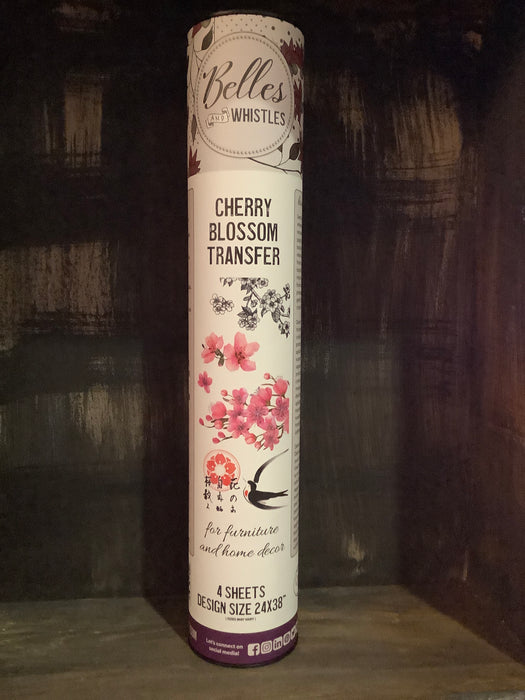 Belles
AND WHISTLES
CHERRY
BLOSSOM
TRANSFER
for furniture
and home decor
4 SHEETS
DESIGN SIZE 24X38"
Let's connect on
social media!